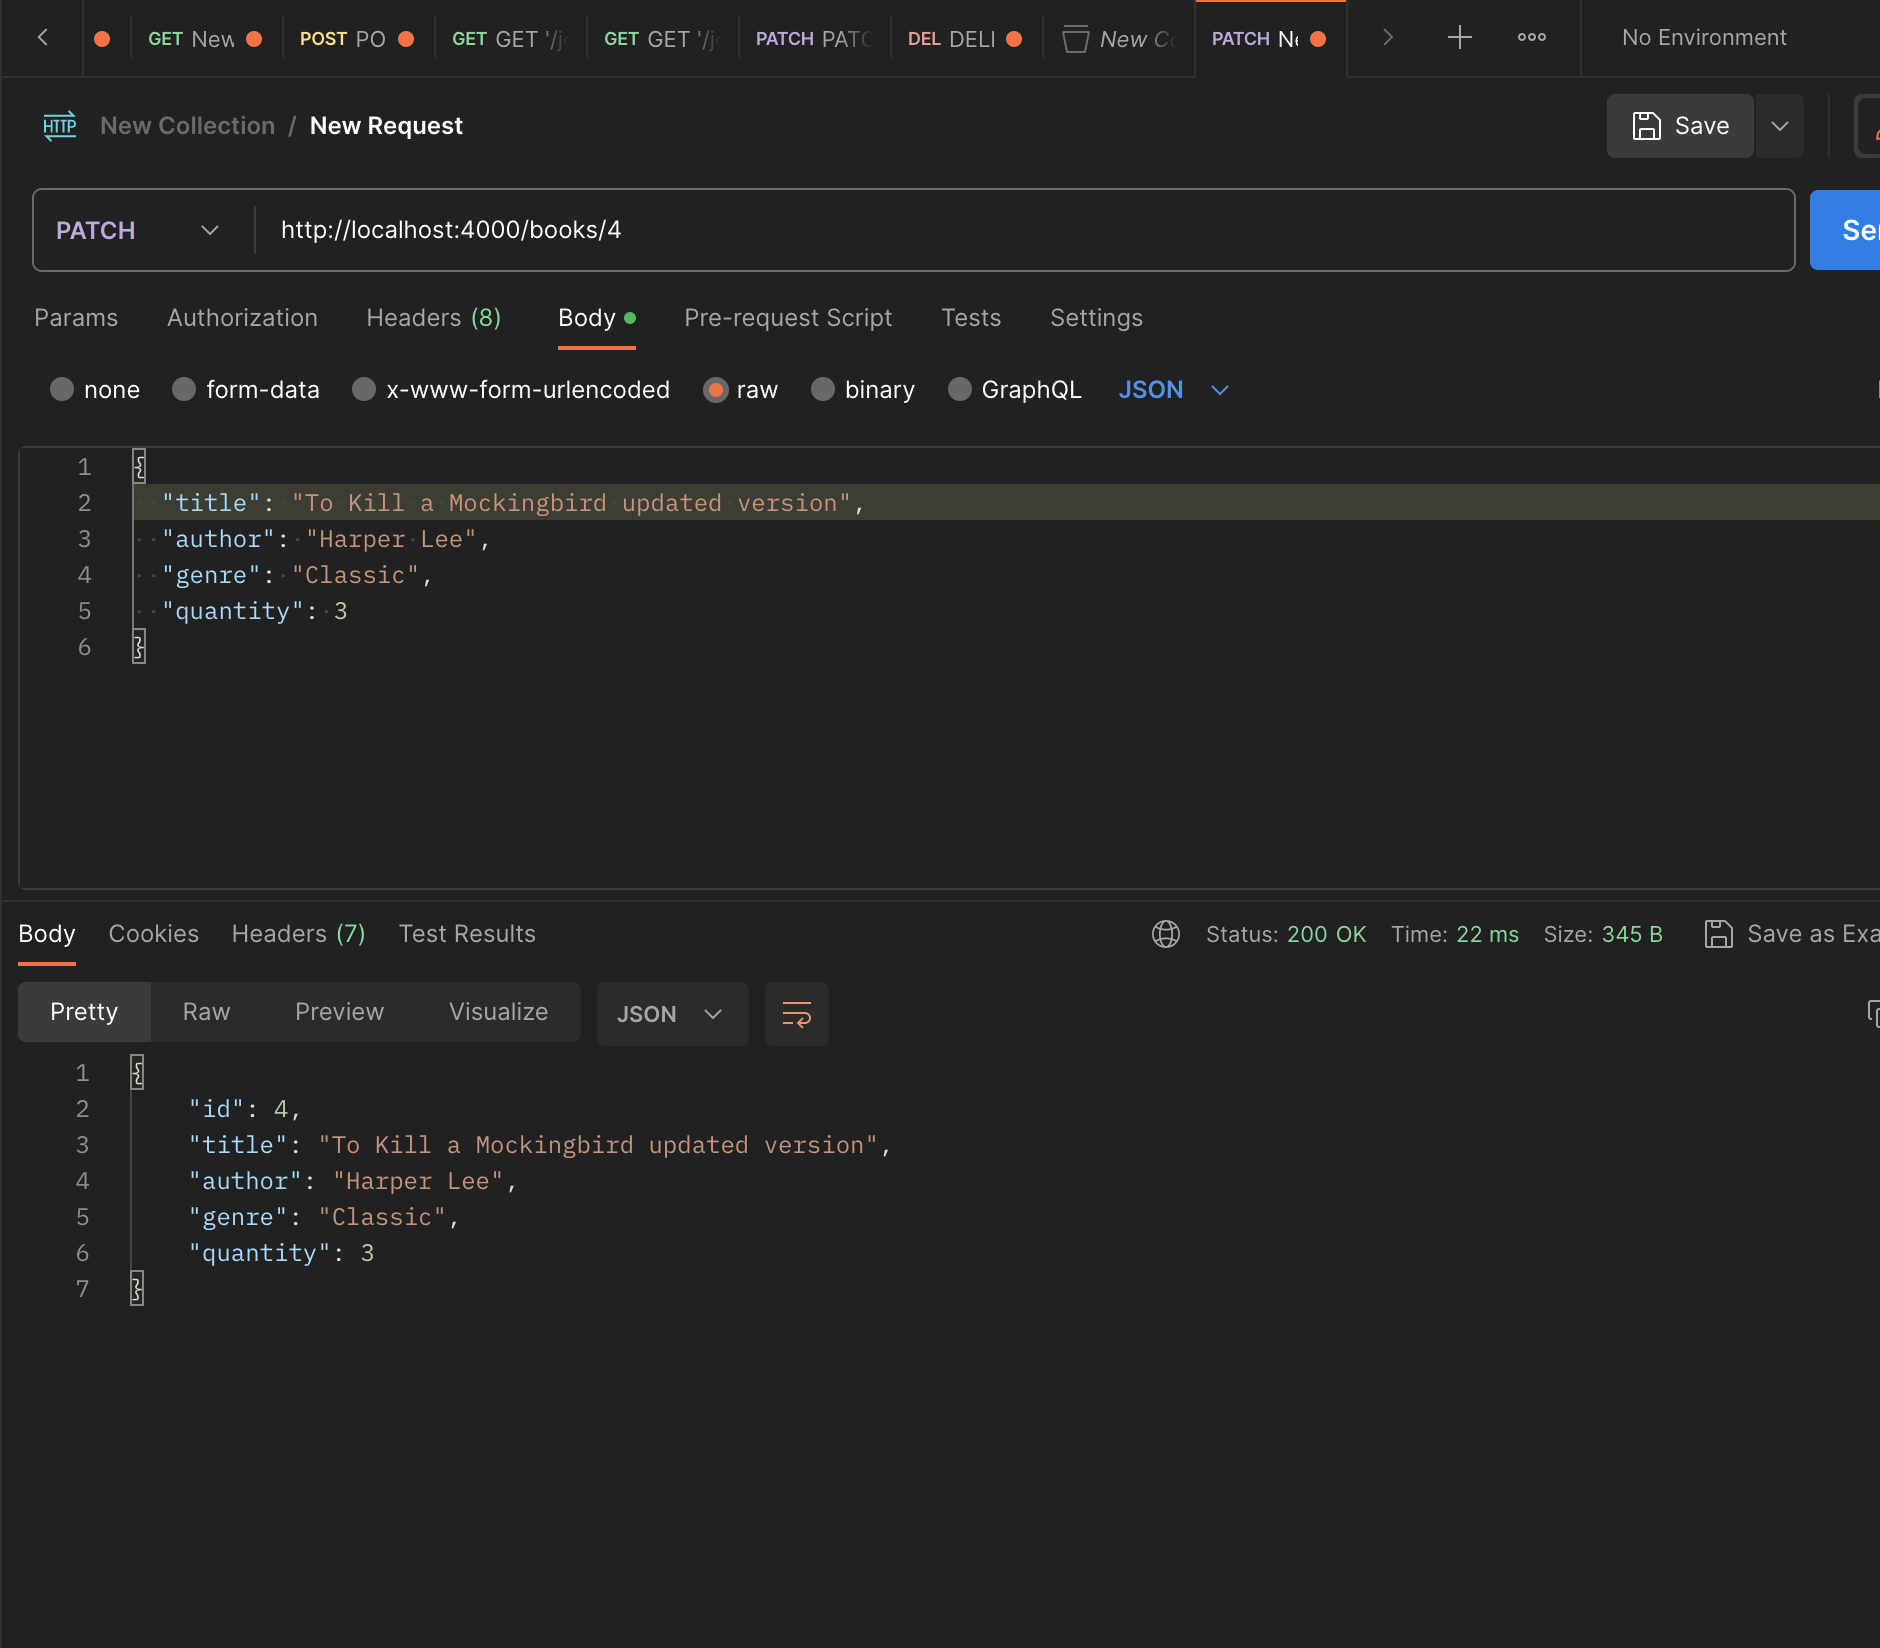 GET New POST PO GET GET '/j GET GET '/j PATCH PATC DEL DELI New C PATCH Ne No Environment
HTTP New Collection / New Request Save
PATCH http://localhost:4000/books/4
Params Authorization Headers (8) Body Pre-request Script Tests Settings
none form-data x-www-form-urlencoded raw binary GraphQL JSON
1 {
2 "title": "To Kill a Mockingbird updated version",
3 "author": "Harper Lee",
4 "genre": "Classic",
5 "quantity": 3
6 }
Body Cookies Headers (7) Test Results Status: 200 OK Time: 22 ms Size: 345 B Save as Exa
Pretty Raw Preview Visualize JSON
1 {
2 "id": 4,
3 "title": "To Kill a Mockingbird updated version",
4 "author": "Harper Lee",
5 "genre": "Classic",
6 "quantity": 3
7 }